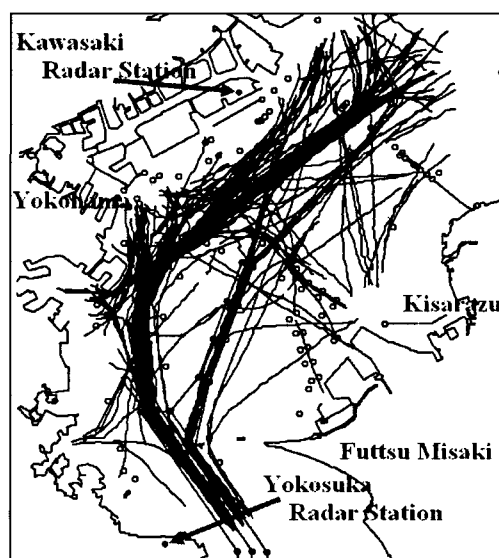 Kawasaki
Radar Station
Yokohama
Kisarazu
Futtsu Misaki
Yokosuka
Radar Station